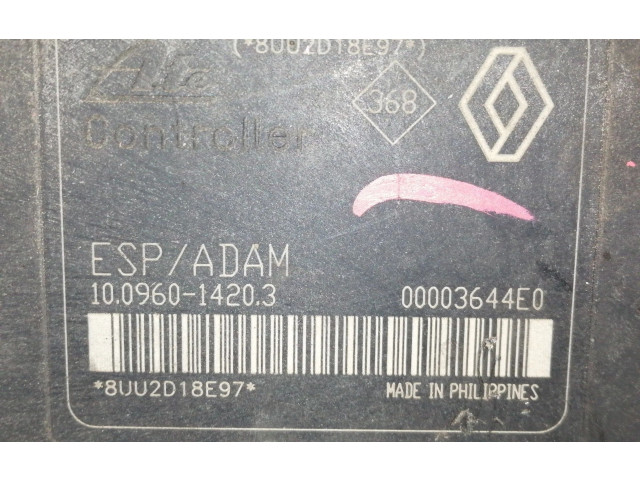 (*8UU2D18E97*)
Ate
368
Controller
ESP/ADAM
10.0960-1420.3 00003644E0
*8UU2D18E97* MADE IN PHILIPPINES